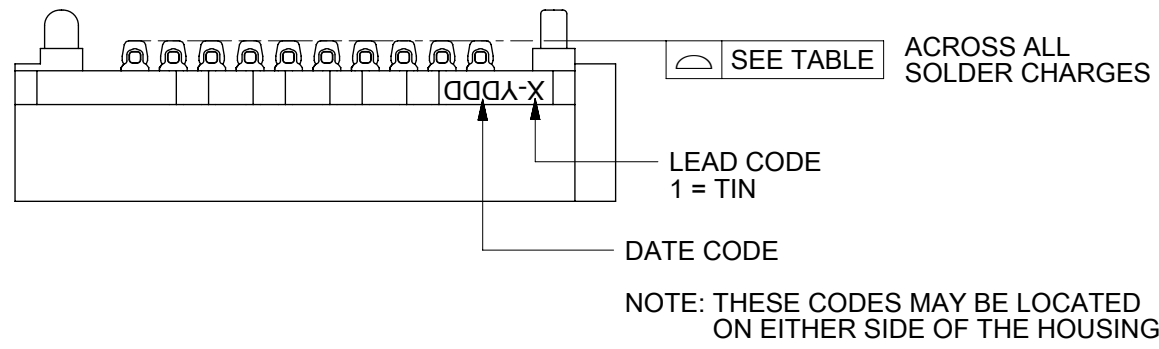 SEE TABLE
ACROSS ALL
SOLDER CHARGES
X-YDDD
LEAD CODE
1 = TIN
DATE CODE
NOTE: THESE CODES MAY BE LOCATED
ON EITHER SIDE OF THE HOUSING